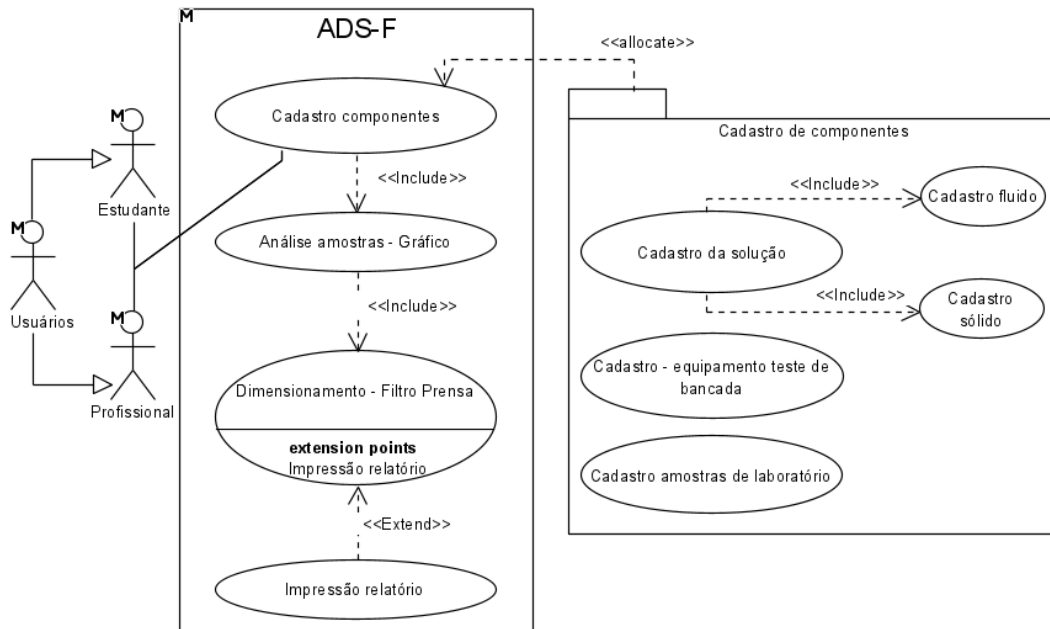 M
ADS-F
<<allocate>>
Cadastro componentes
Cadastro de componentes
M
Estudante
<<Include>>
<<Include>>
Cadastro fluido
M
Usuários
Análise amostras - Gráfico
Cadastro da solução
<<Include>>
<<Include>>
Cadastro
sólido
M
Profissional
Dimensionamento - Filtro Prensa
extension points
Impressão relatório
Cadastro - equipamento teste de
bancada
Cadastro amostras de laboratório
<<Extend>>
Impressão relatório